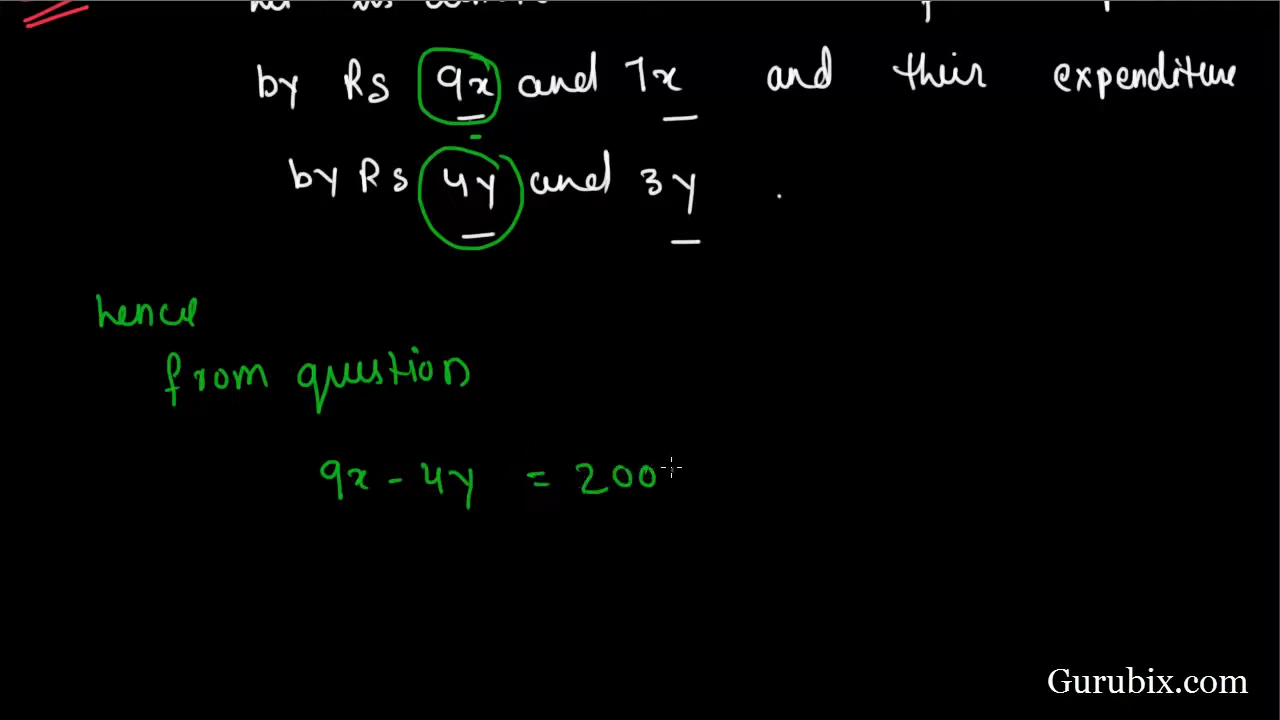 by Rs 9x and 7x and their expenditure
by Rs 4y and 3y .
hence
from question
9x - 4y = 200
Gurubix.com